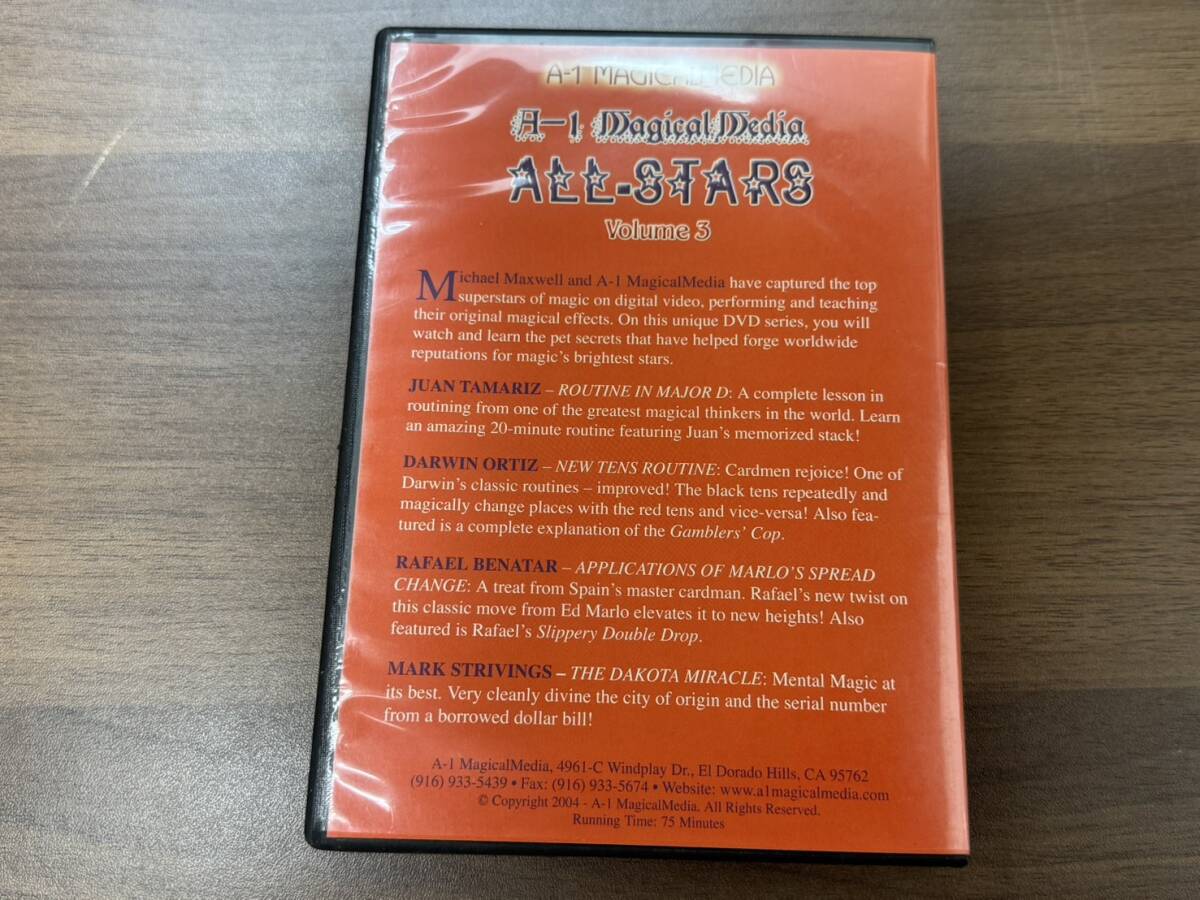 A-1 MAGICAL MEDIA
A-1 MagicalMedia
ALL-STARS
Volume 3
Michael Maxwell and A-1 MagicalMedia have captured the top
superstars of magic on digital video, performing and teaching
their original magical effects. On this unique DVD series, you will
watch and learn the pet secrets that have helped forge worldwide
reputations for magic's brightest stars.
JUAN TAMARIZ – ROUTINE IN MAJOR D: A complete lesson in
routining from one of the greatest magical thinkers in the world. Learn
an amazing 20-minute routine featuring Juan's memorized stack!
DARWIN ORTIZ – NEW TENS ROUTINE: Cardmen rejoice! One of
Darwin's classic routines – improved! The black tens repeatedly and
magically change places with the red tens and vice-versa! Also fea-
tured is a complete explanation of the Gamblers' Cop.
RAFAEL BENATAR – APPLICATIONS OF MARLO'S SPREAD
CHANGE: A treat from Spain's master cardman. Rafael's new twist on
this classic move from Ed Marlo elevates it to new heights! Also
featured is Rafael's Slippery Double Drop.
MARK STRIVINGS – THE DAKOTA MIRACLE: Mental Magic at
its best. Very cleanly divine the city of origin and the serial number
from a borrowed dollar bill!
A-1 MagicalMedia, 4961-C Windplay Dr., El Dorado Hills, CA 95762
(916) 933-5439 • Fax: (916) 933-5674 • Website: www.a1magicalmedia.com
© Copyright 2004 - A-1 MagicalMedia. All Rights Reserved.
Running Time: 75 Minutes